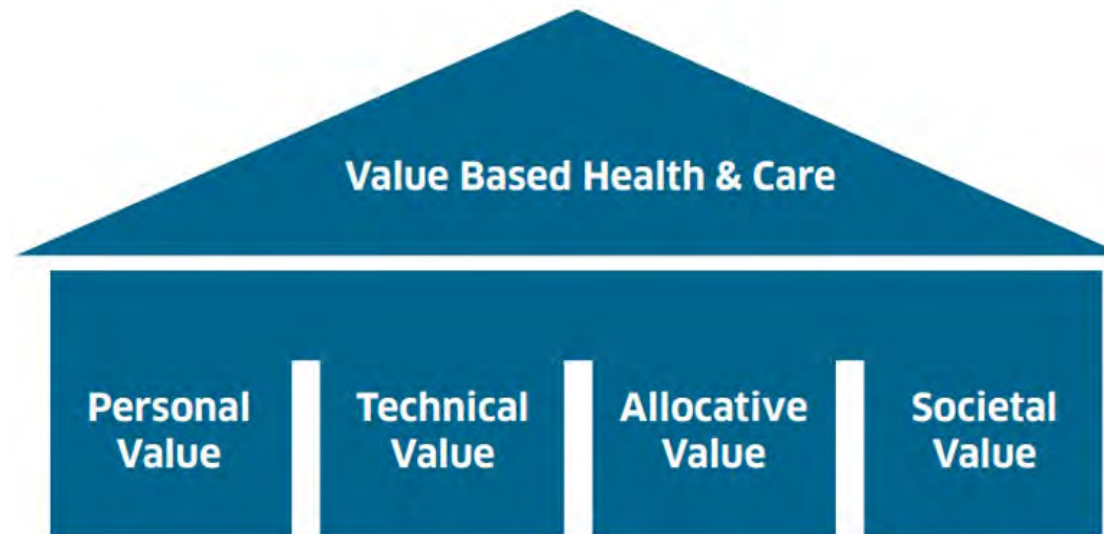 Value Based Health & Care
Personal
Value
Technical
Value
Allocative
Value
Societal
Value